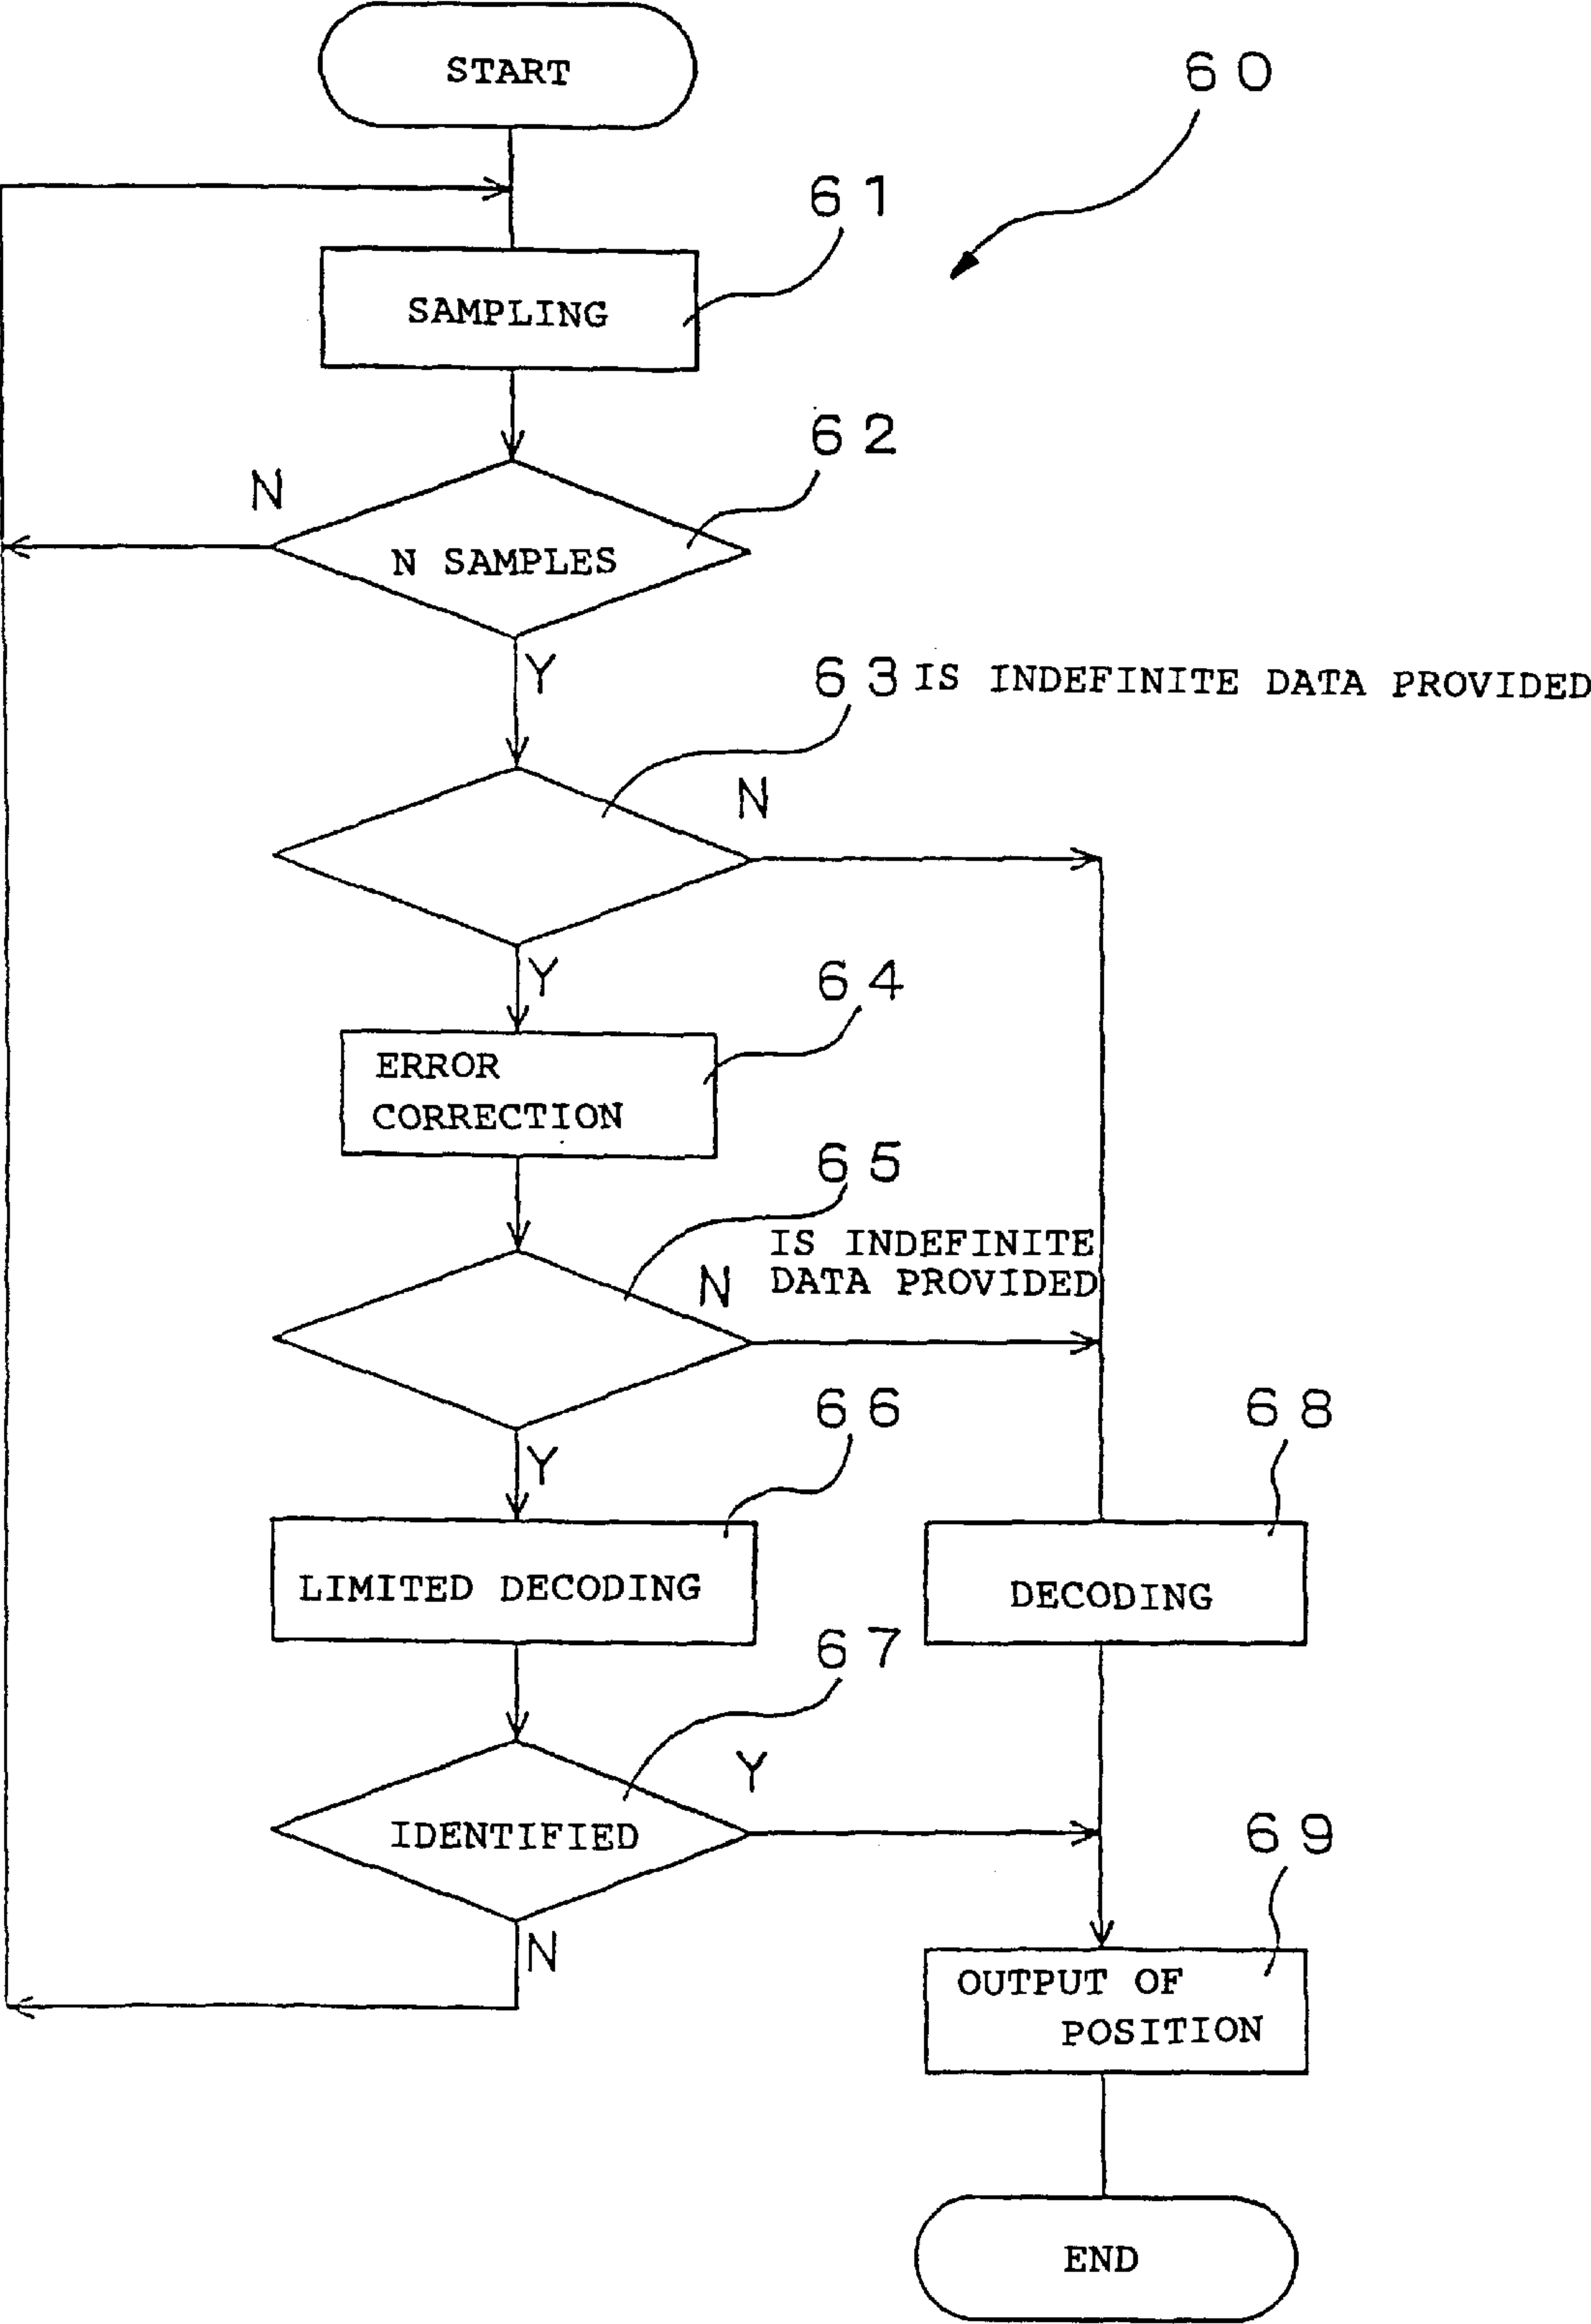 START
60
61
SAMPLING
62
N
N SAMPLES
Y
63 IS INDEFINITE DATA PROVIDED
N
Y
64
ERROR
CORRECTION
65
IS INDEFINITE
N DATA PROVIDED
66
68
Y
LIMITED DECODING
DECODING
67
Y
69
IDENTIFIED
N
OUTPUT OF
POSITION
END